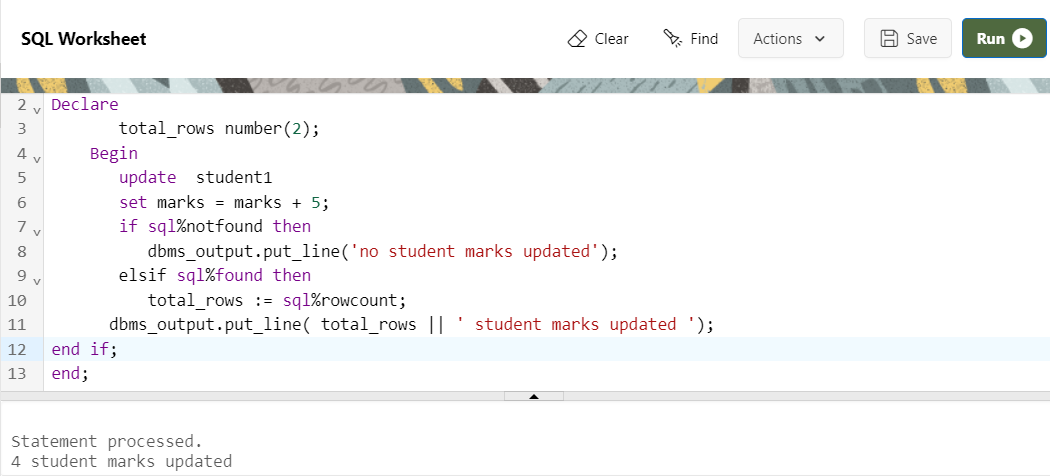 SQL Worksheet
Clear
Find
Actions
Save
Run
2 Declare
3 total_rows number(2);
4 Begin
5 update  student1
6 set marks = marks + 5;
7 if sql%notfound then
8 dbms_output.put_line('no student marks updated');
9 elsif sql%found then
10 total_rows := sql%rowcount;
11 dbms_output.put_line( total_rows || ' student marks updated ');
12 end if;
13 end;
Statement processed.
4 student marks updated